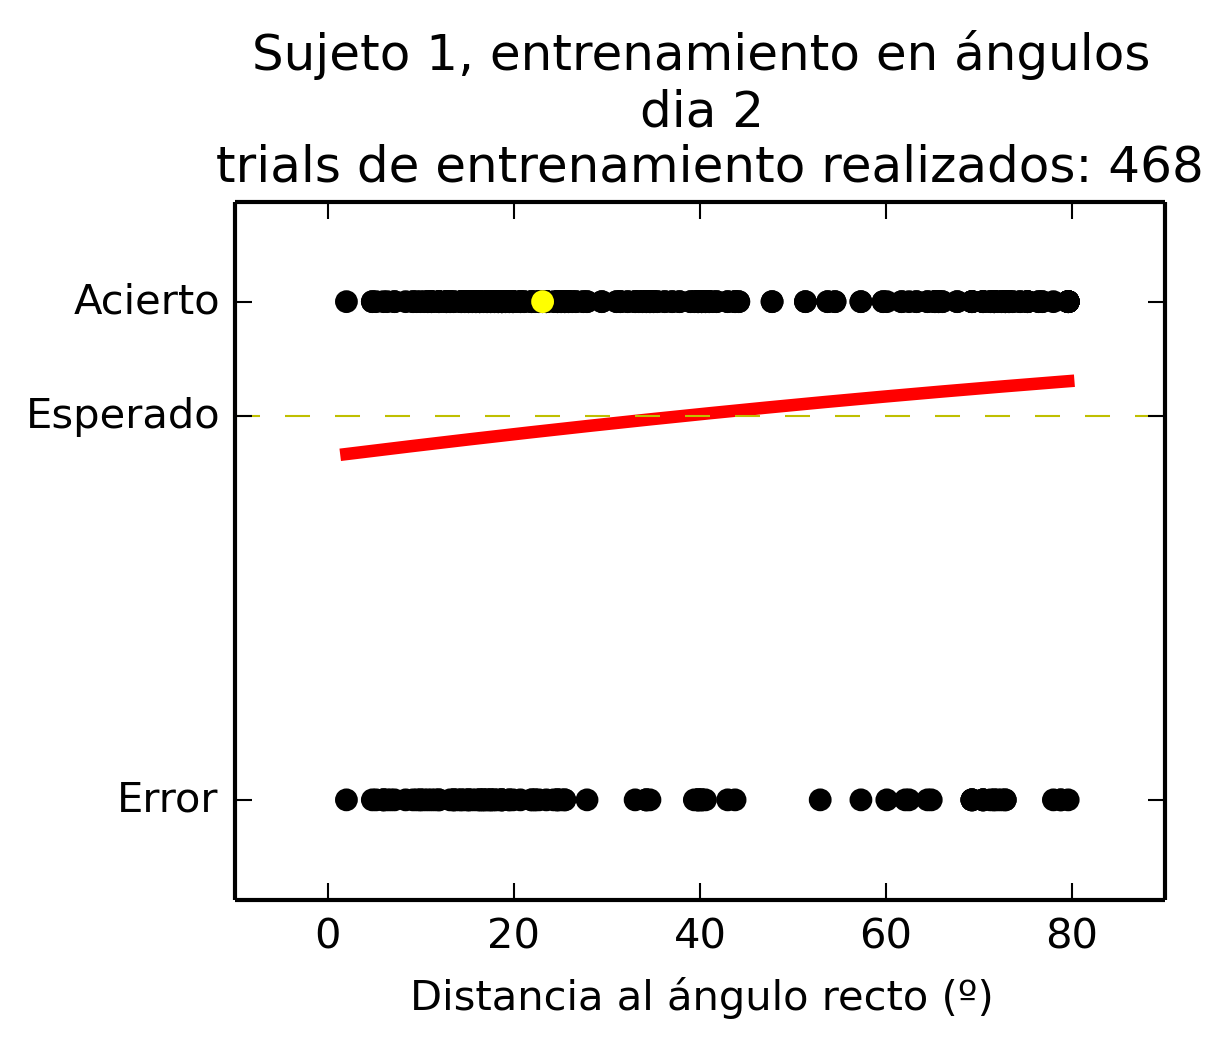 Sujeto 1, entrenamiento en ángulos
dia 2
trials de entrenamiento realizados: 468
Acierto
Esperado
Error
0 20 40 60 80
Distancia al ángulo recto (º)